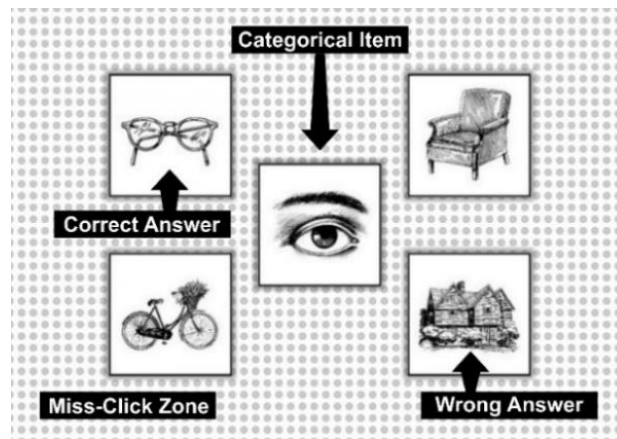 Categorical Item
Correct Answer
Miss-Click Zone
Wrong Answer